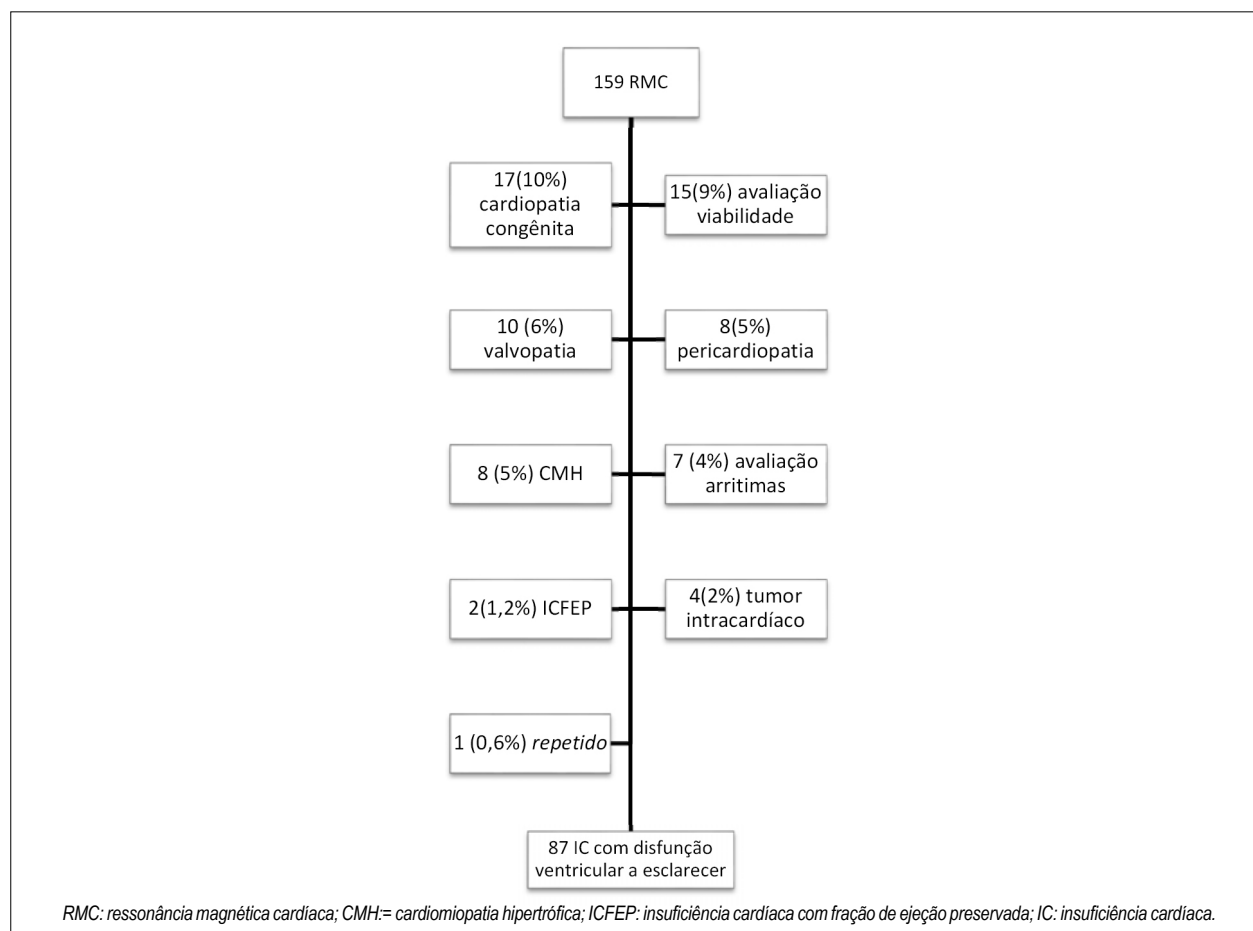 159 RMC
17(10%)
cardiopatia
congênita
15(9%) avaliação
viabilidade
10 (6%)
valvopatia
8(5%)
pericardiopatia
8 (5%) CMH
7 (4%) avaliação
arritimas
2(1,2%) ICFEP
4(2%) tumor
intracardíaco
1 (0,6%) repetido
87 IC com disfunção
ventricular a esclarecer
RMC: ressonância magnética cardíaca; CMH:= cardiomiopatia hipertrófica; ICFEP: insuficiência cardíaca com fração de ejeção preservada; IC: insuficiência cardíaca.